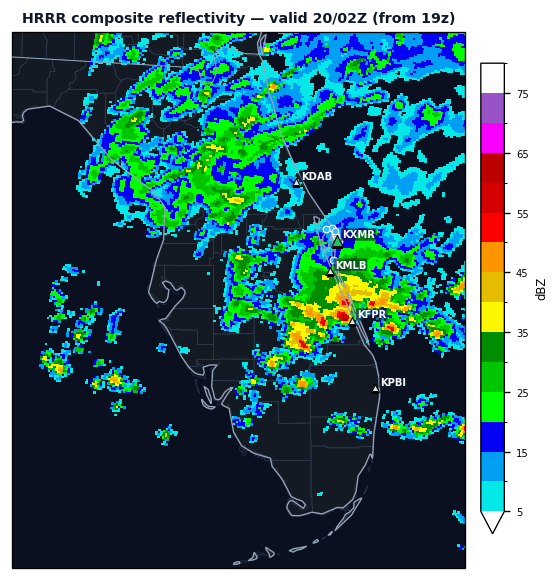 HRRR composite reflectivity — valid 20/02Z (from 19z)
KDAB
KXMR
KMLB
KFPR
KPBI
75
65
55
45
35
25
15
5
dBZ